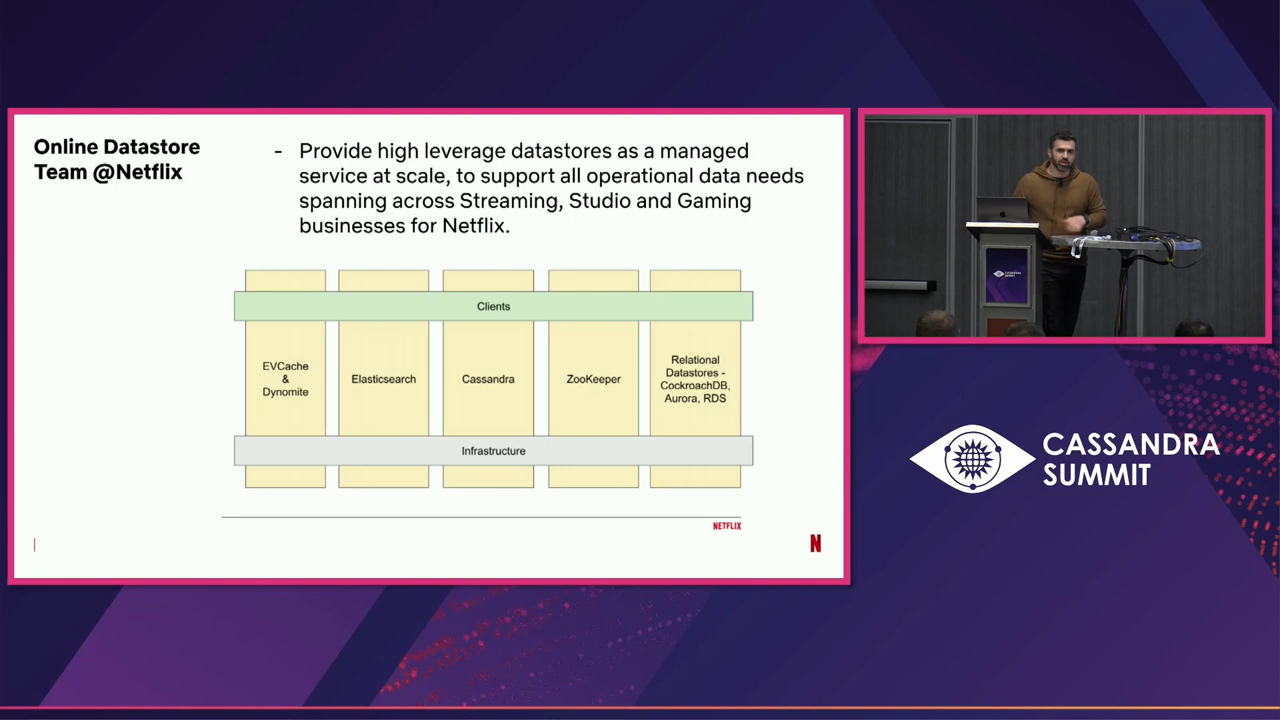 Online Datastore
Team @Netflix
- Provide high leverage datastores as a managed
service at scale, to support all operational data needs
spanning across Streaming, Studio and Gaming
businesses for Netflix.
Clients
EVCache
&
Dynomite
Elasticsearch
Cassandra
ZooKeeper
Relational
Datastores -
CockroachDB,
Aurora, RDS
Infrastructure
NETFLIX
N
CASSANDRA
SUMMIT
CASSANDRA
SUMMIT